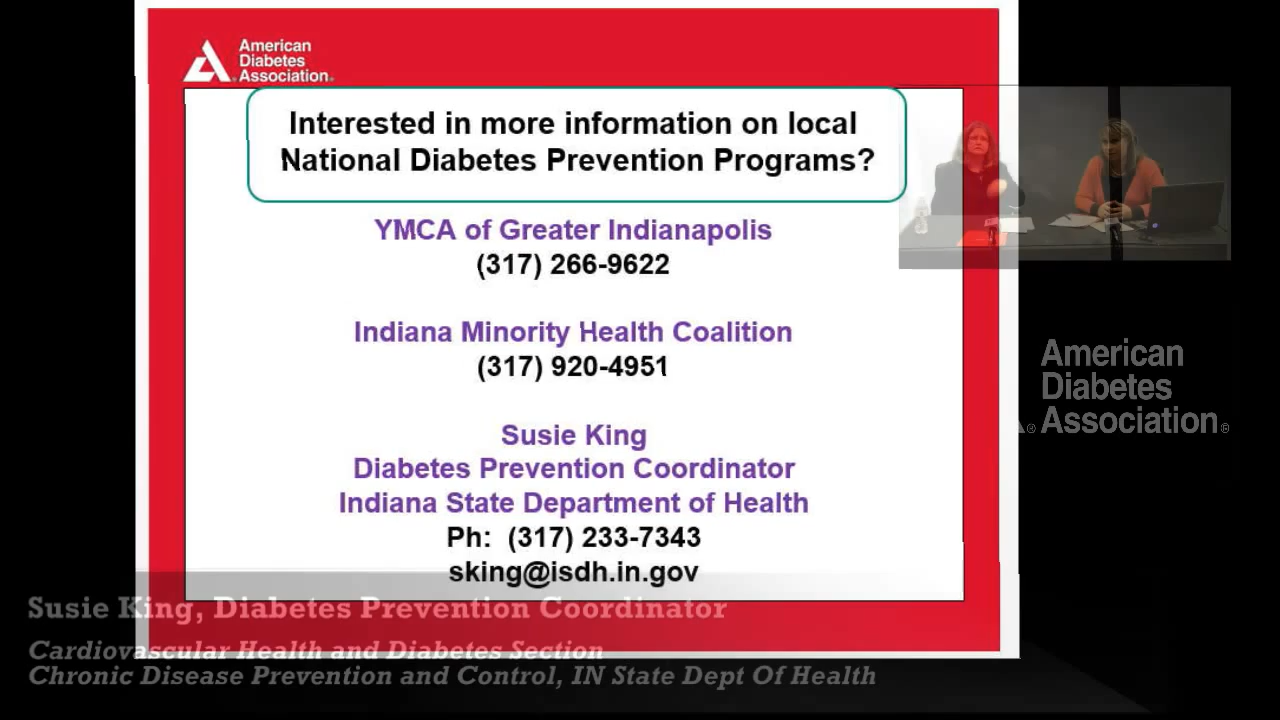 American
Diabetes
Association®
Interested in more information on local
National Diabetes Prevention Programs?
YMCA of Greater Indianapolis
(317) 266-9622
Indiana Minority Health Coalition
(317) 920-4951
Susie King
Diabetes Prevention Coordinator
Indiana State Department of Health
Ph: (317) 233-7343
sking@isdh.in.gov
American
Diabetes
Association®
Susie King, Diabetes Prevention Coordinator
Cardiovascular Health and Diabetes Section
Chronic Disease Prevention and Control, IN State Dept Of Health